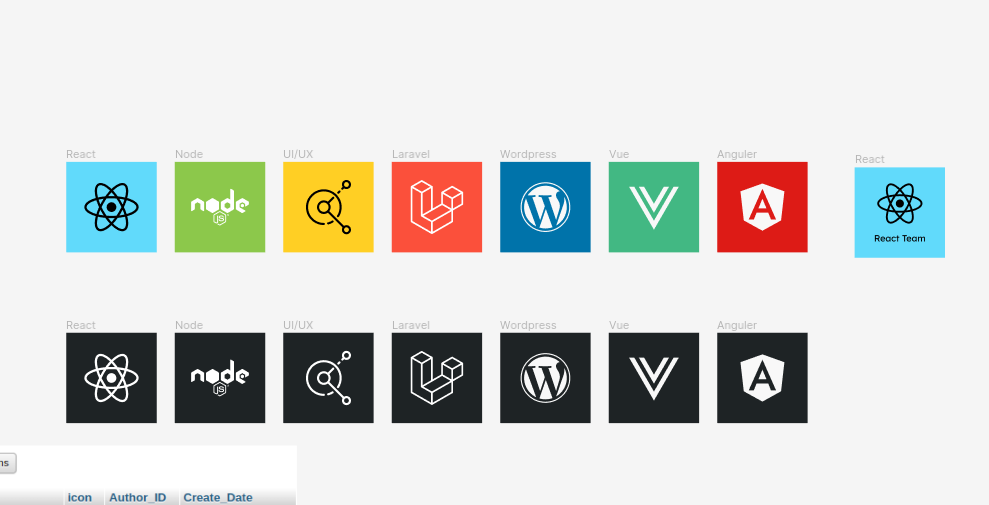 React Node UI/UX Laravel Wordpress Vue Anguler
React
node
JS
React Team
React Node UI/UX Laravel Wordpress Vue Anguler
node
JS
ns
icon Author_ID Create_Date